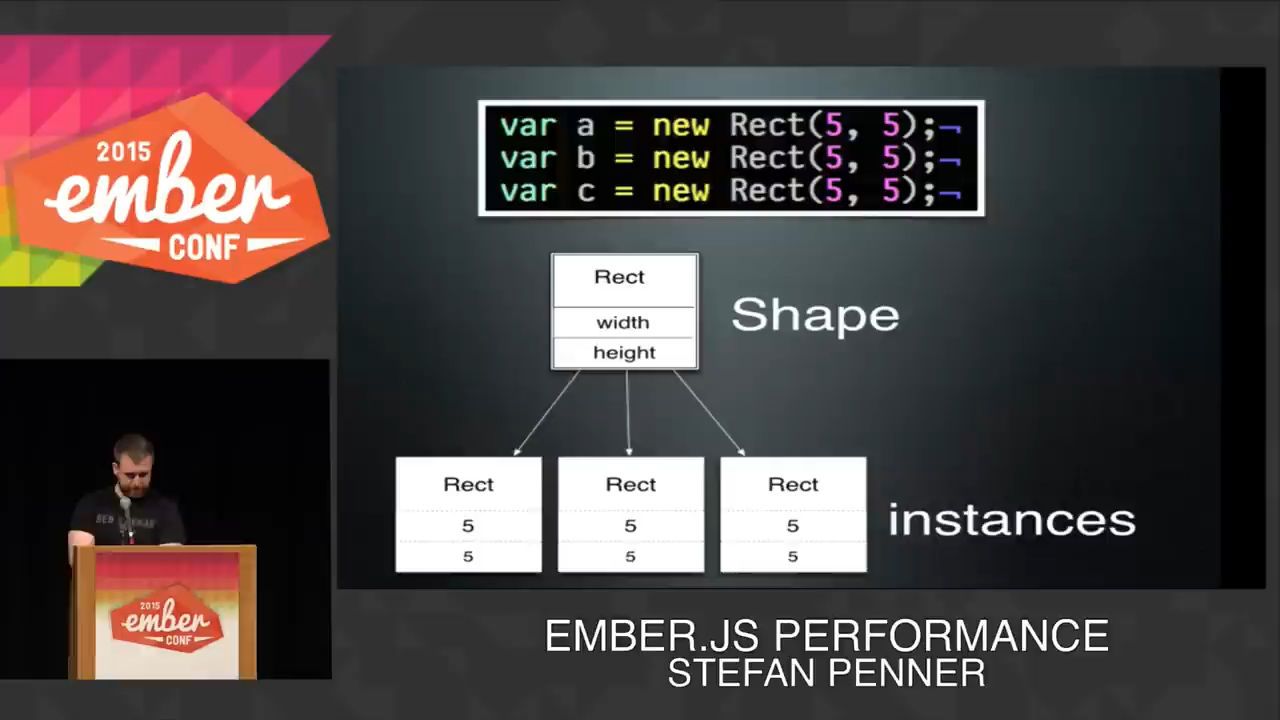 2015
ember
CONF
var a = new Rect(5, 5);¬
var b = new Rect(5, 5);¬
var c = new Rect(5, 5);¬
Rect
width
height
Shape
Rect
5
5
Rect
5
5
Rect
5
5
instances
2015
ember
CONF
EMBER.JS PERFORMANCE
STEFAN PENNER